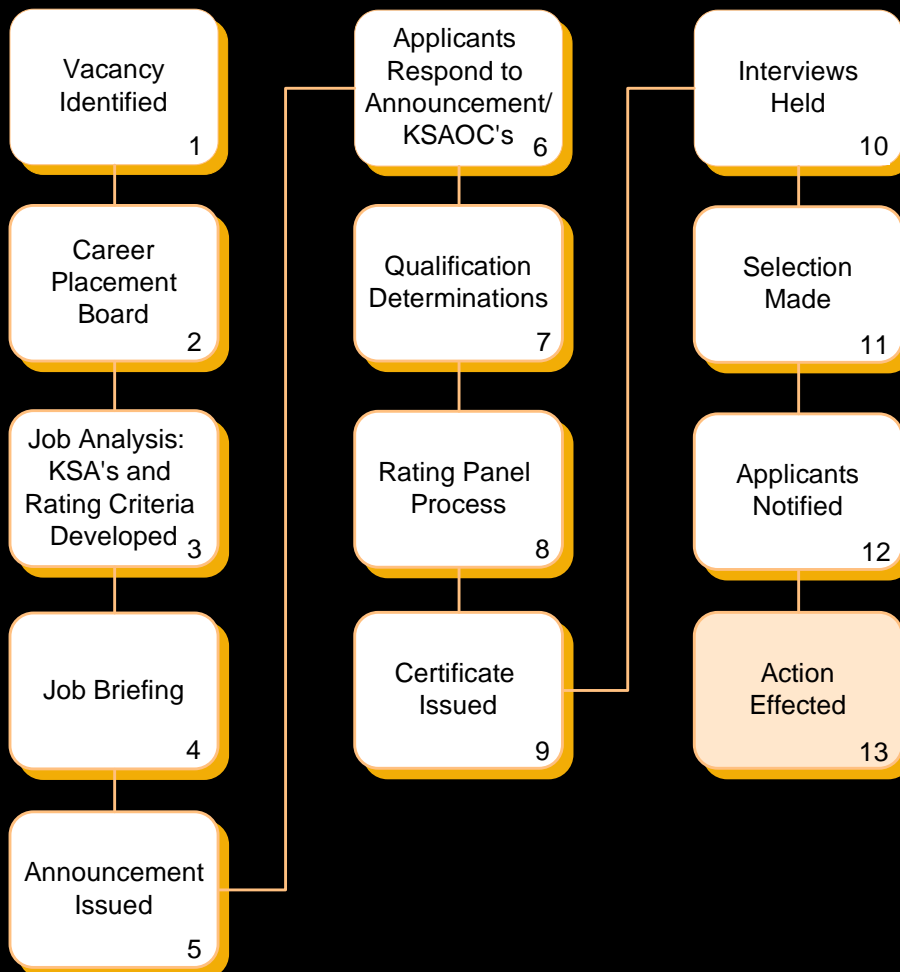 Vacancy
Identified
1
Career
Placement
Board
2
Job Analysis:
KSA's and
Rating Criteria
Developed
3
Job Briefing
4
Announcement
Issued
5
Applicants
Respond to
Announcement/
KSAOC's
6
Qualification
Determinations
7
Rating Panel
Process
8
Certificate
Issued
9
Interviews
Held
10
Selection
Made
11
Applicants
Notified
12
Action
Effected
13